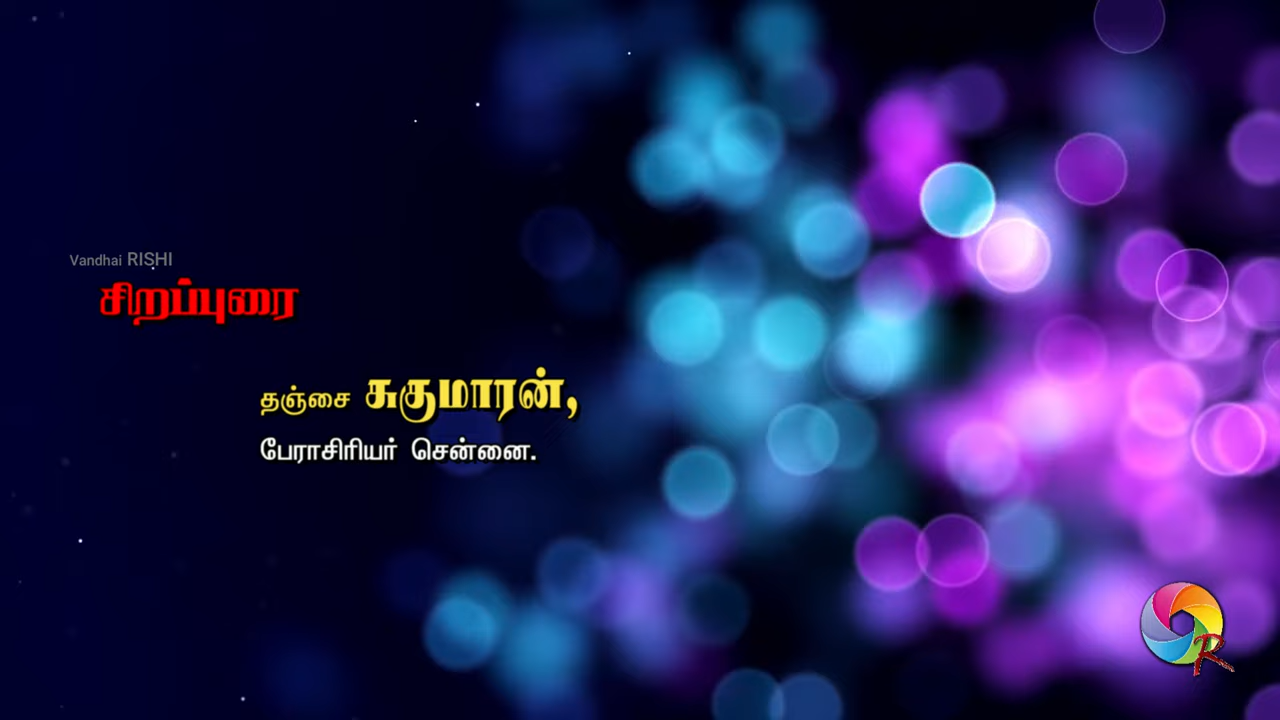 Vandhai RISHI
சிறப்புரை
தஞ்சை சுகுமாரன்,
பேராசிரியர் சென்னை.